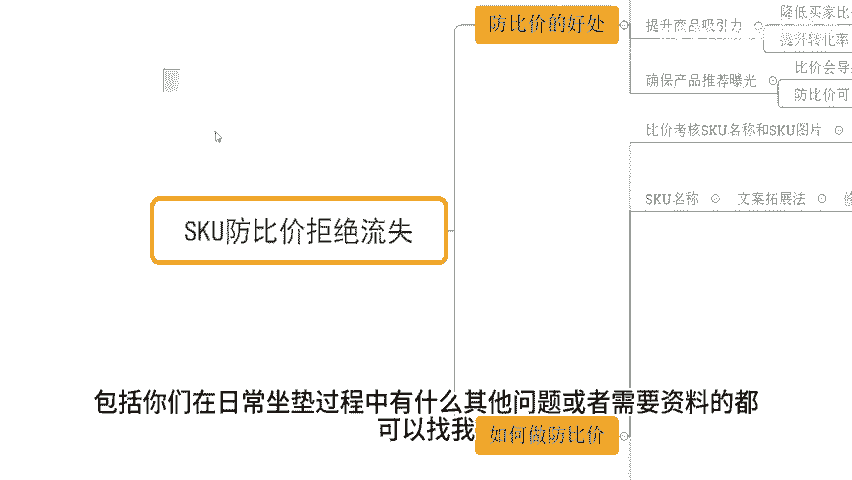 防比价的好处
提升商品吸引力
降低买家比
提升转化率
确保产品推荐曝光
比价会导
防比价可
比价考核SKU名称和SKU图片
SKU名称
文案拓展法
SKU防比价拒绝流失
包括你们在日常坐垫过程中有什么其他问题或者需要资料的都
可以找我
如何做防比价